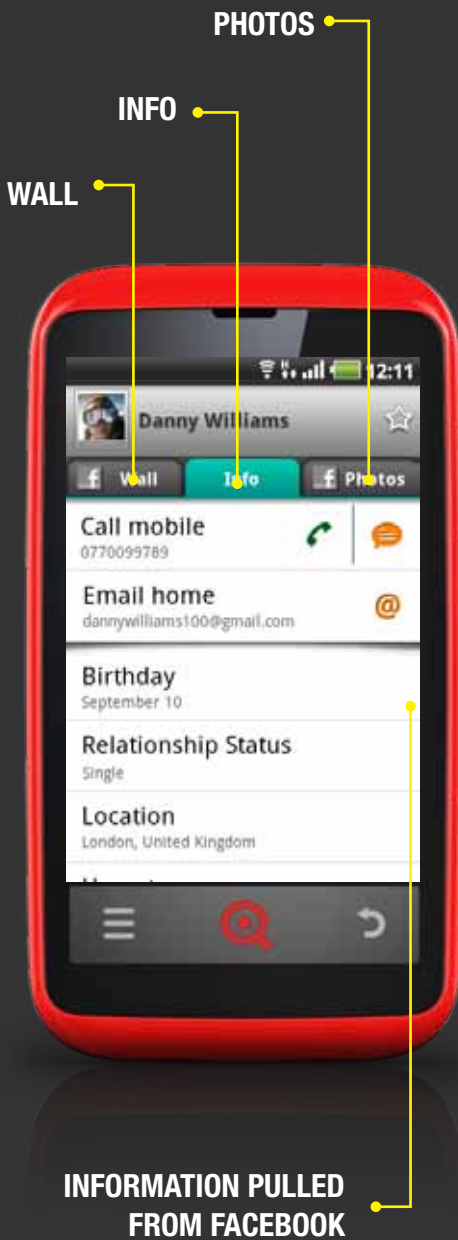 PHOTOS
INFO
WALL
12:11
Danny Williams
f Wall Info f Photos
Call mobile
0770099789
Email home
dannywilliams100@gmail.com
@
Birthday
September 10
Relationship Status
Single
Location
London, United Kingdom
INFORMATION PULLED
FROM FACEBOOK